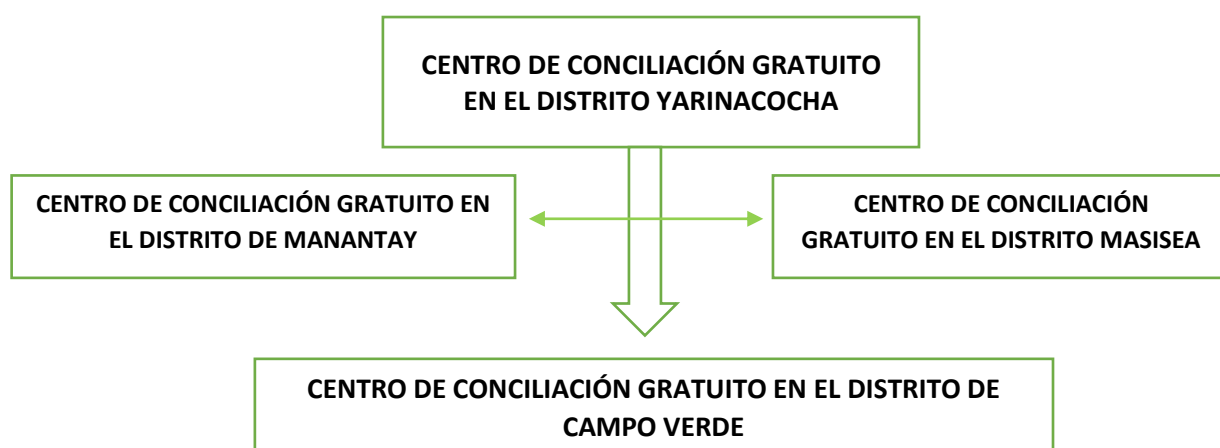 CENTRO DE CONCILIACIÓN GRATUITO
EN EL DISTRITO YARINACOCHA
CENTRO DE CONCILIACIÓN GRATUITO EN
EL DISTRITO DE MANANTAY
CENTRO DE CONCILIACIÓN
GRATUITO EN EL DISTRITO MASISEA
CENTRO DE CONCILIACIÓN GRATUITO EN EL DISTRITO DE
CAMPO VERDE